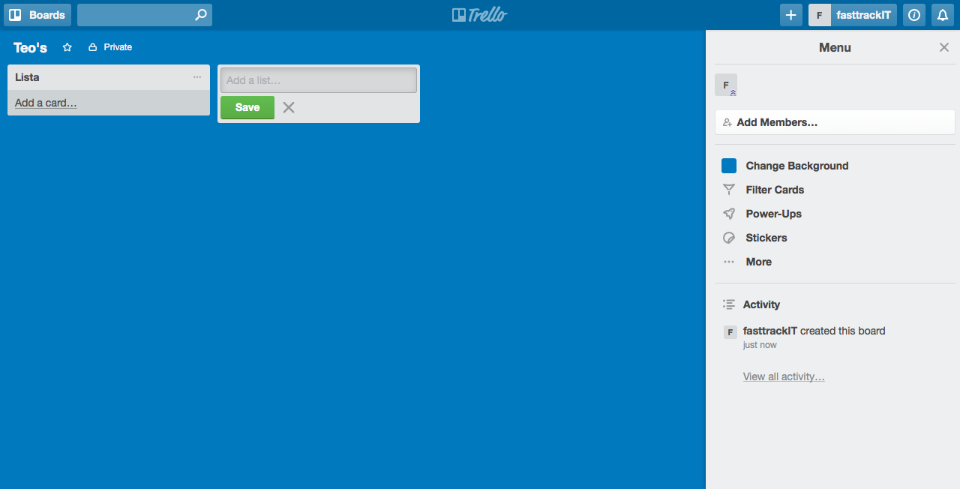 Boards
Trello
F fasttrackIT
Teo's Private
Lista
Add a card…
Add a list…
Save
Menu
F
Add Members…
Change Background
Filter Cards
Power-Ups
Stickers
More
Activity
F fasttrackIT created this board
just now
View all activity…